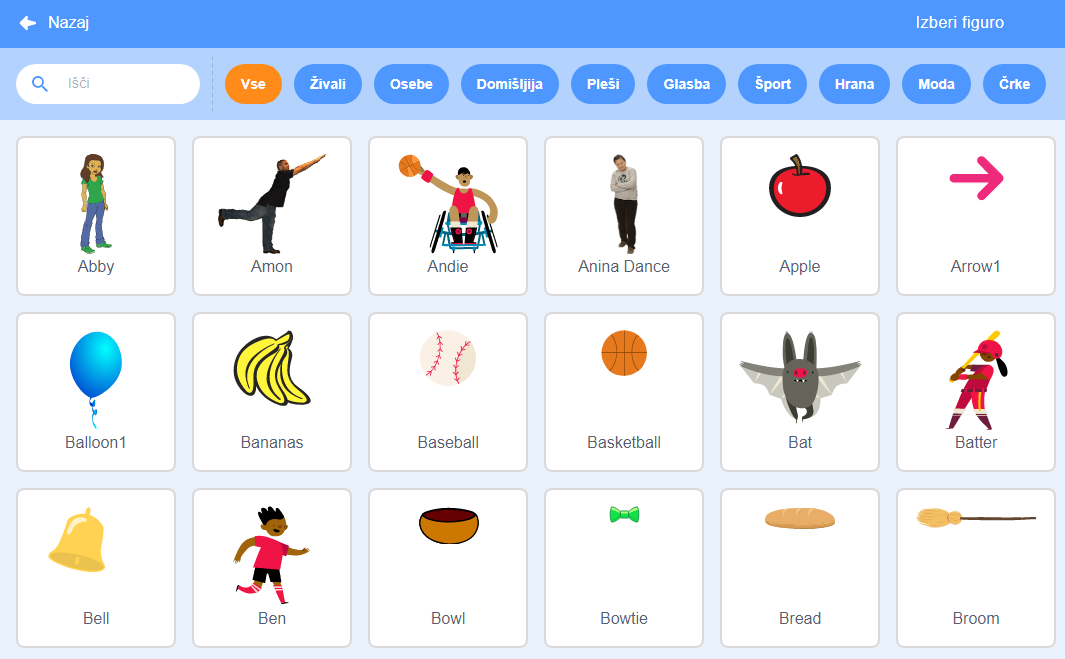 Nazaj
Izberi figuro
Išči
Vse
Živali
Osebe
Domišljija
Pleši
Glasba
Šport
Hrana
Moda
Črke
Abby
Amon
Andie
Anina Dance
Apple
Arrow1
Balloon1
Bananas
Baseball
Basketball
Bat
Batter
Bell
Ben
Bowl
Bowtie
Bread
Broom